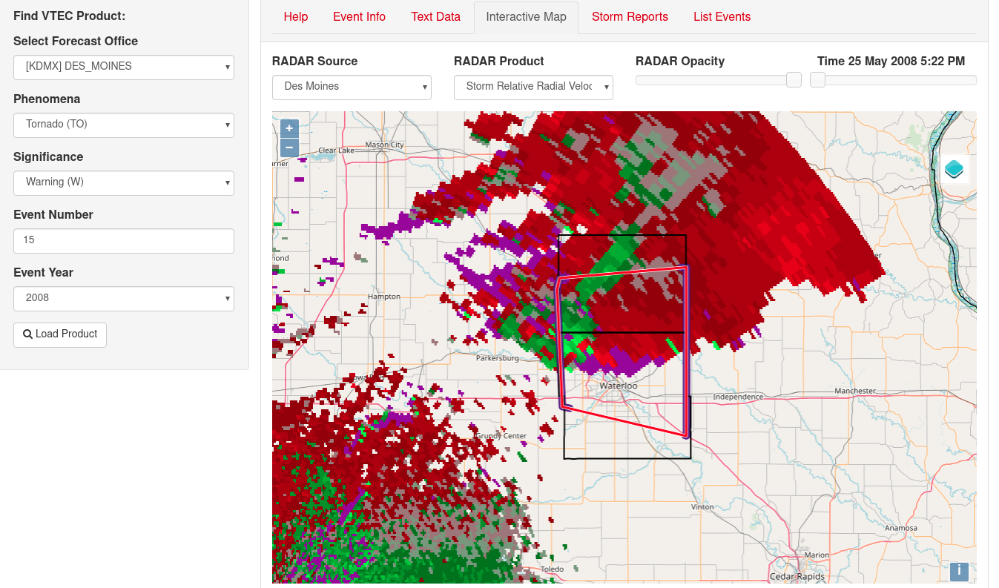 Find VTEC Product:
Select Forecast Office
[KDMX] DES_MOINES
Phenomena
Tornado (TO)
Significance
Warning (W)
Event Number
15
Event Year
2008
Load Product
Help Event Info Text Data Interactive Map Storm Reports List Events
RADAR Source RADAR Product RADAR Opacity Time 25 May 2008 5:22 PM
Des Moines Storm Relative Radial Veloc
+
−
Mason City
Clear Lake
rner
mond
Hampton
Parkersburg
Waterloo
Independence
Manchester
Grundy Center
Vinton
Anamosa
Marion
Toledo
Cedar Rapids
i